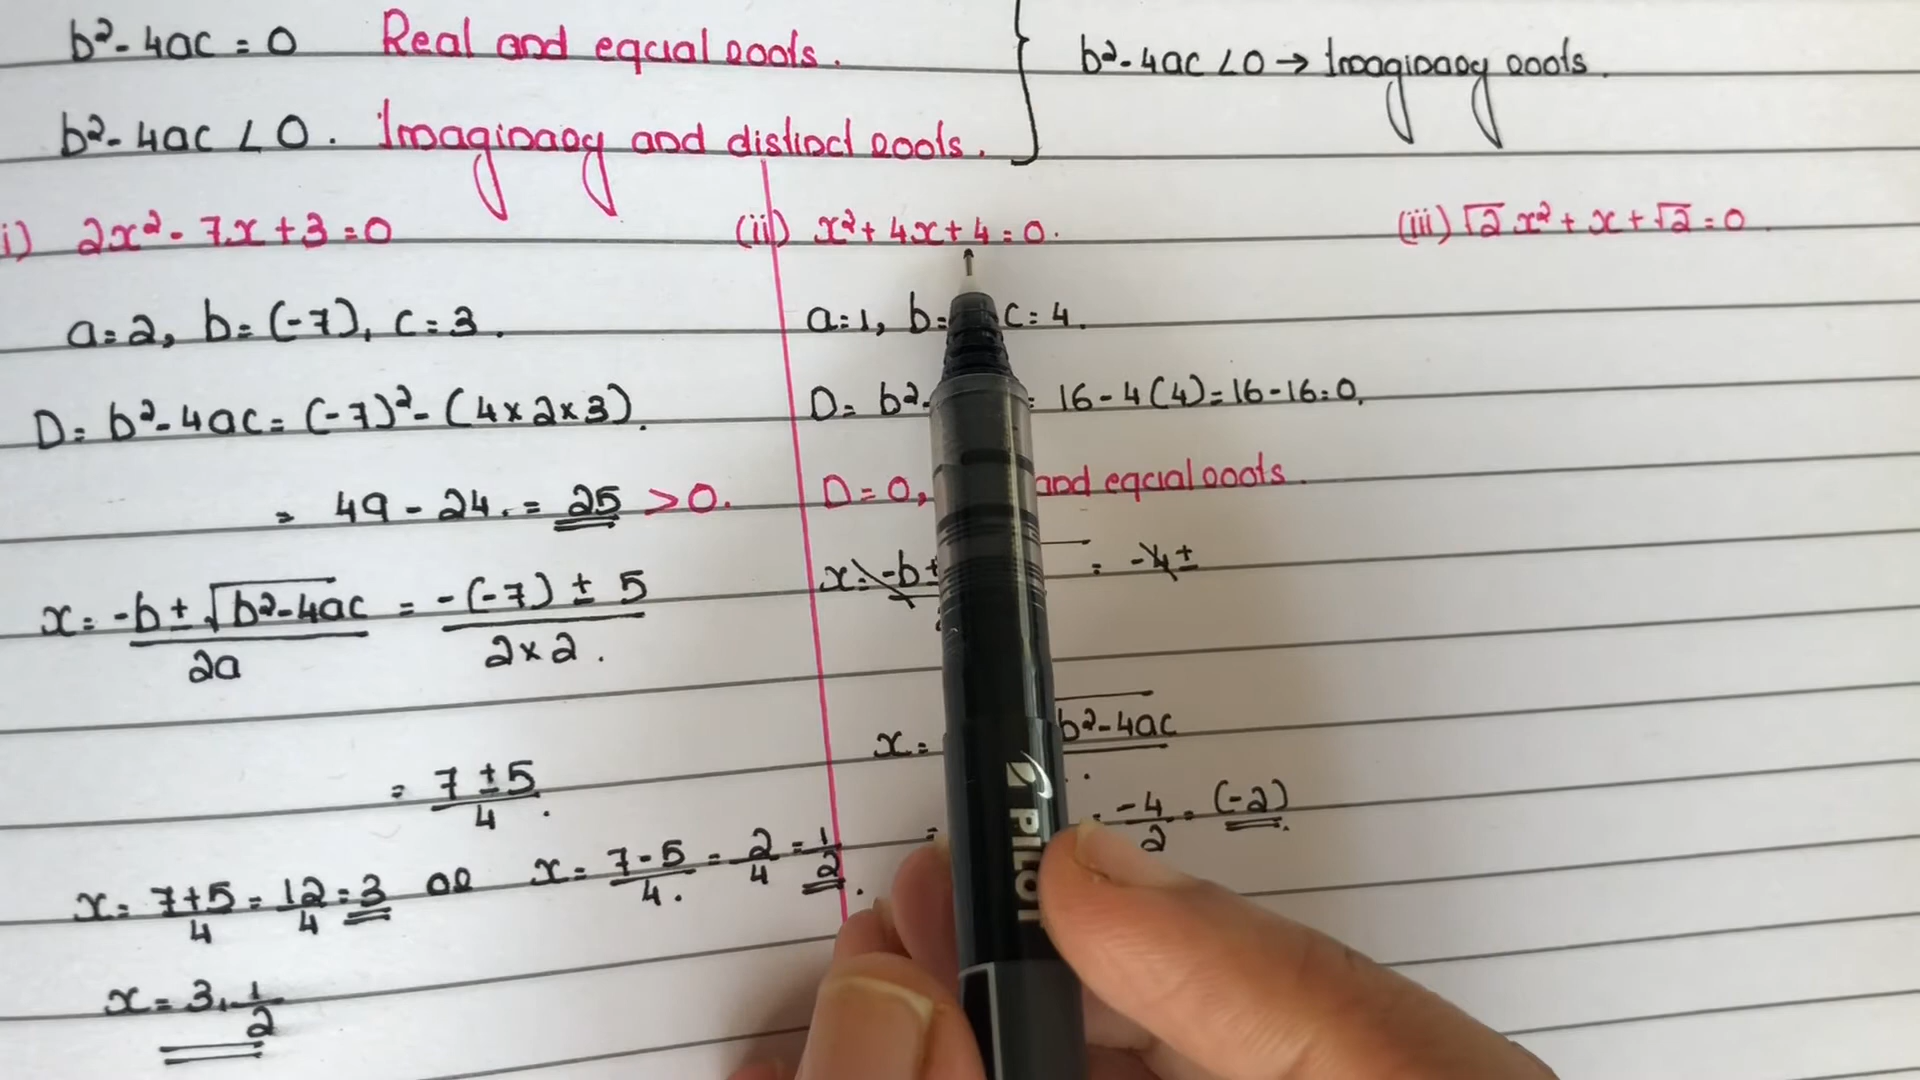 b²-4ac = 0 Real and equal roots.
b²-4ac < 0. Imaginary and distinct roots.
b²-4ac < 0 → Imaginary roots.
i) 2x² - 7x + 3 = 0
a = 2, b = (-7), c = 3.
D = b² - 4ac = (-7)² - (4 × 2 × 3).
= 49 - 24. = 25 > 0.
x = -b ± √b²-4ac / 2a = -(-7) ± 5 / 2 × 2.
= 7 ± 5 / 4.
x = 7+5 / 4 = 12 / 4 = 3 or x = 7-5 / 4. = 2 / 4 = 1 / 2.
x = 3, 1/2
(ii) x² + 4x + 4 = 0.
a = 1, b = c = 4.
D = b² - = 16 - 4(4) = 16 - 16 = 0.
D = 0, and equal roots.
x = -b ± = -4 ±
x = b²-4ac
= = -4 / 2 = (-2).
(iii) √2 x² + x + √2 = 0.
PILOT